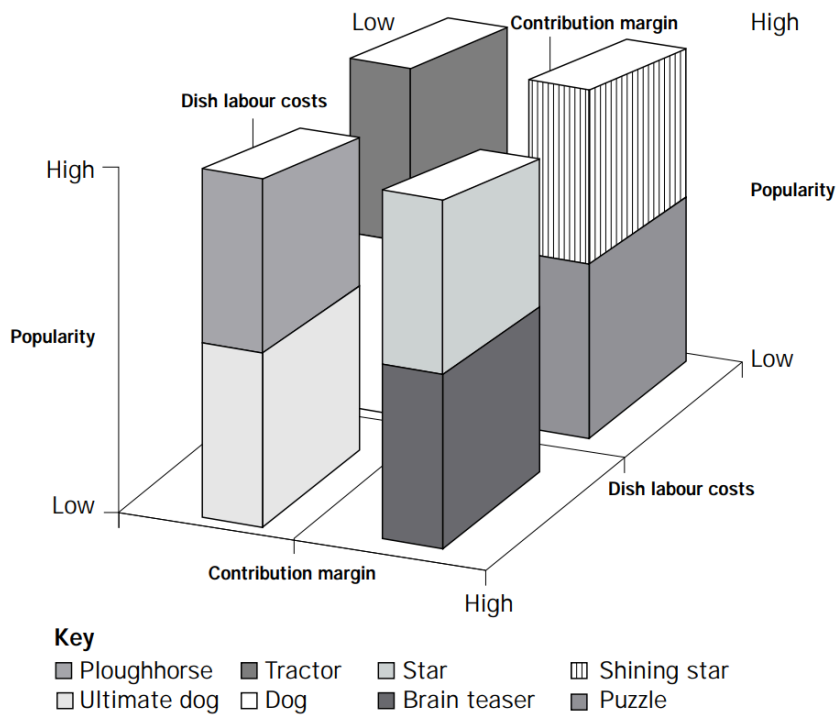 Low
Contribution margin
High
Dish labour costs
High
Popularity
Popularity
Low
Low
Dish labour costs
Contribution margin
High
Key
Ploughhorse Tractor Star Shining star
Ultimate dog Dog Brain teaser Puzzle